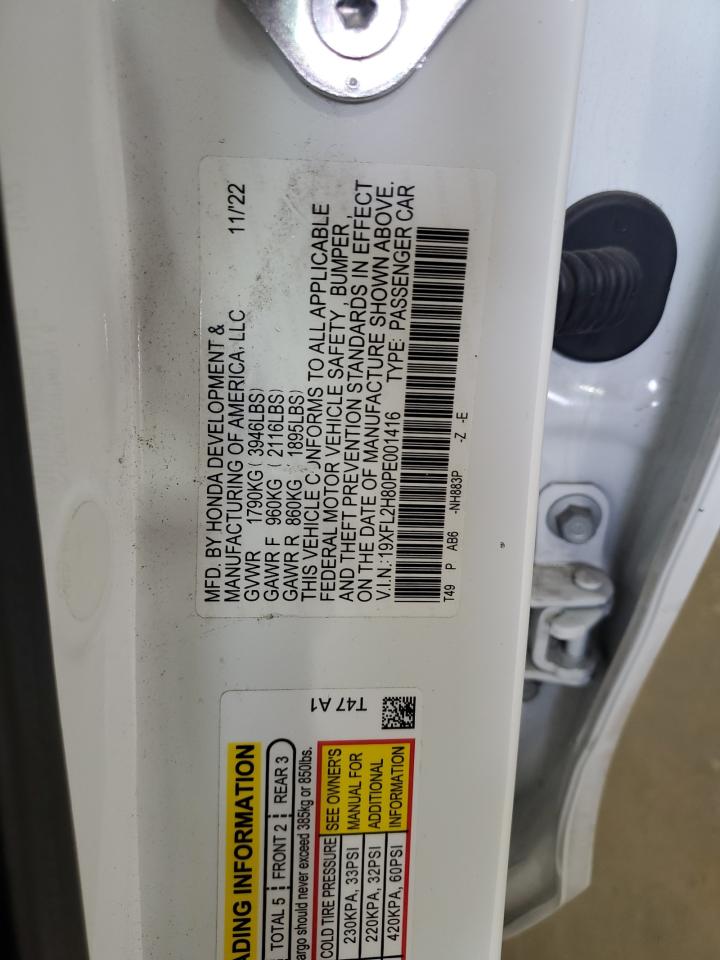 MFD. BY HONDA DEVELOPMENT &
MANUFACTURING OF AMERICA, LLC 11/'22
GVWR 1790KG ( 3946LBS)
GAWR F 960KG ( 2116LBS)
GAWR R 860KG 1895LBS)
THIS VEHICLE C NFORMS TO ALL APPLICABLE
FEDERAL MOTOR VEHICLE SAFETY , BUMPER ,
AND THEFT PREVENTION STANDARDS IN EFFECT
ON THE DATE OF MANUFACTURE SHOWN ABOVE.
V.I.N.:19XFL2H80PE001416 TYPE: PASSENGER CAR
T49 P AB6 -NH883P -Z -E
T47 A1
ADING INFORMATION
TOTAL 5 FRONT 2 REAR 3
argo should never exceed 385kg or 850lbs.
COLD TIRE PRESSURE SEE OWNER'S
230KPA, 33PSI MANUAL FOR
220KPA, 32PSI ADDITIONAL
420KPA, 60PSI INFORMATION